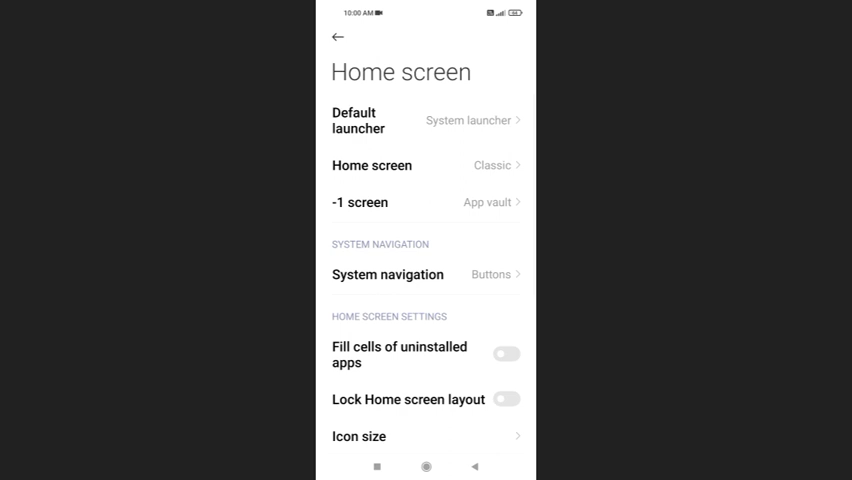 10:00 AM
44
Home screen
Default
launcher
System launcher
Home screen
Classic
-1 screen
App vault
SYSTEM NAVIGATION
System navigation
Buttons
HOME SCREEN SETTINGS
Fill cells of uninstalled
apps
Lock Home screen layout
Icon size